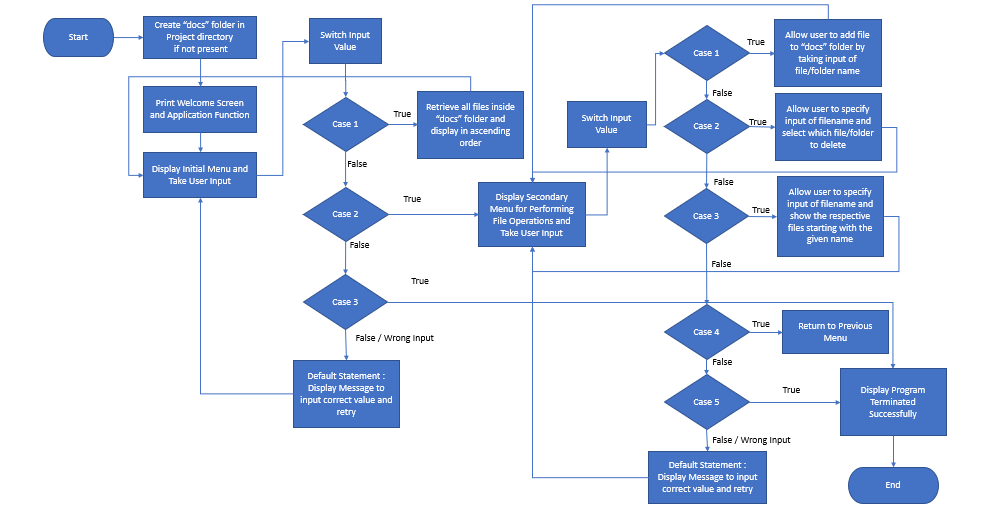 Start
Create “docs” folder in
Project directory
if not present
Print Welcome Screen
and Application Function
Display Initial Menu and
Take User Input
Switch Input
Value
Case 1
True
Retrieve all files inside
“docs” folder and
display in ascending
order
False
Case 2
True
False
Case 3
True
False / Wrong Input
Default Statement :
Display Message to
input correct value and
retry
Display Secondary
Menu for Performing
File Operations and
Take User Input
Switch Input
Value
Case 1
True
Allow user to add file
to “docs” folder by
taking input of
file/folder name
False
Case 2
True
Allow user to specify
input of filename and
select which file/folder
to delete
False
Case 3
True
Allow user to specify
input of filename and
show the respective
files starting with the
given name
False
Case 4
True
Return to Previous
Menu
False
Case 5
True
Display Program
Terminated
Successfully
False / Wrong Input
Default Statement :
Display Message to input
correct value and retry
End